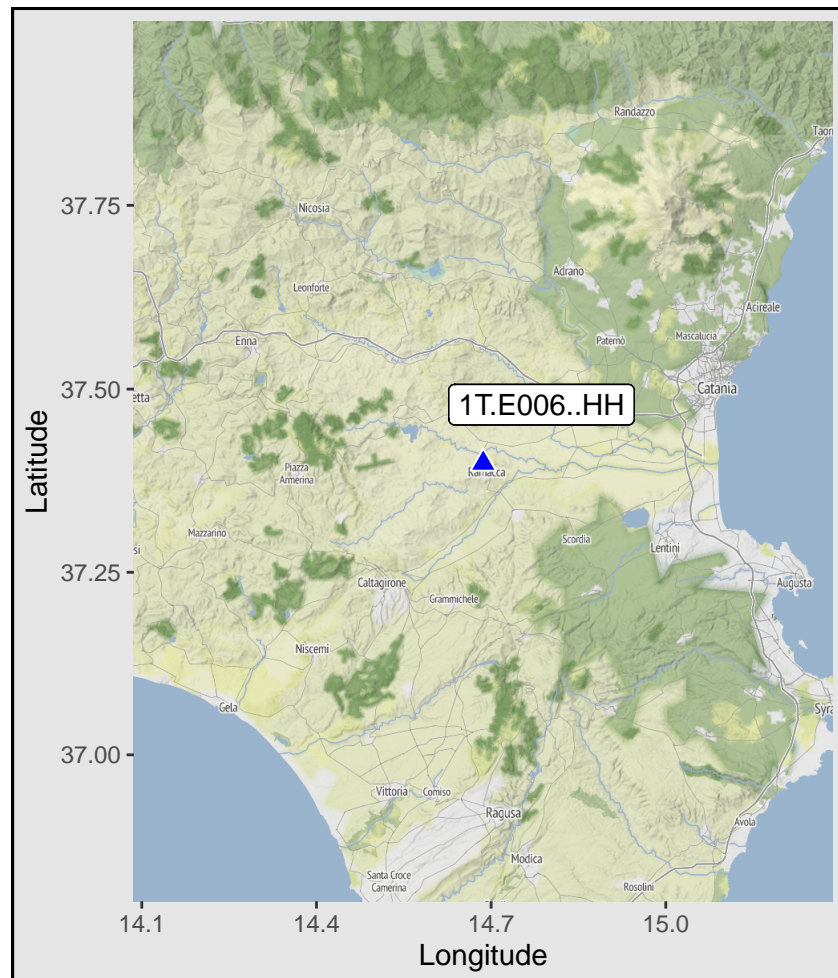 Randazzo
Taor
37.75
Nicosia
Adrano
Leonforte
Acireale
Enna
Paternò
Mascalucia
37.50
etta
Catania
1T.E006..HH
Latitude
Piazza
Armerina
Ramacca
Mazzarino
Scordia
esi
Lentini
37.25
Caltagirone
Augusta
Grammichele
Niscemi
Gela
Syra
37.00
Vittoria
Comiso
Ragusa
Avola
Modica
Santa Croce
Camerina
Rosolini
14.1
14.4
14.7
15.0
Longitude